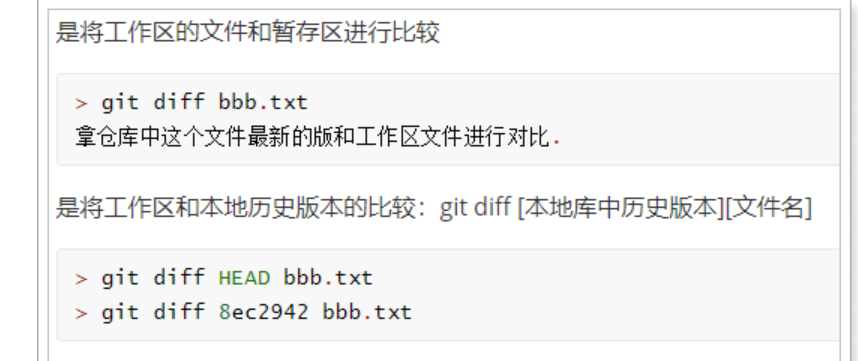 是将工作区的文件和暂存区进行比较
> git diff bbb.txt
拿仓库中这个文件最新的版和工作区文件进行对比.
是将工作区和本地历史版本的比较：git diff [本地库中历史版本][文件名]
> git diff HEAD bbb.txt
> git diff 8ec2942 bbb.txt